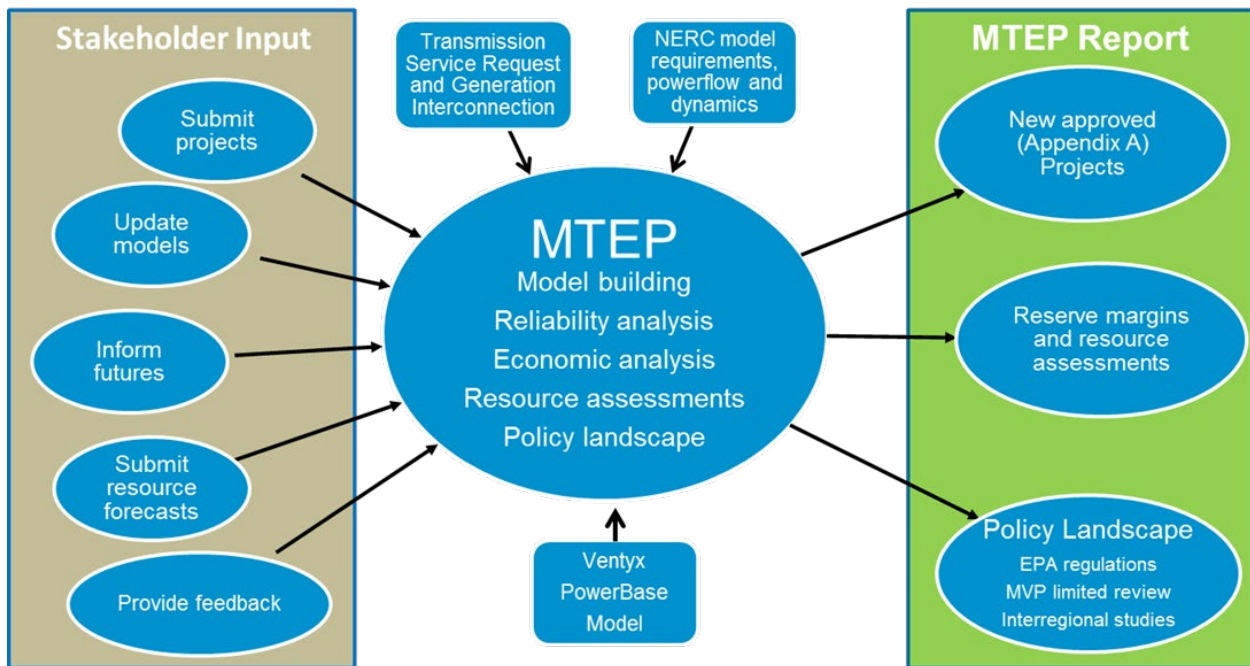 Stakeholder Input
Submit
projects
Update
models
Inform
futures
Submit
resource
forecasts
Provide feedback
Transmission
Service Request
and Generation
Interconnection
NERC model
requirements,
powerflow and
dynamics
MTEP
Model building
Reliability analysis
Economic analysis
Resource assessments
Policy landscape
Ventyx
PowerBase
Model
MTEP Report
New approved
(Appendix A)
Projects
Reserve margins
and resource
assessments
Policy Landscape
EPA regulations
MVP limited review
Interregional studies